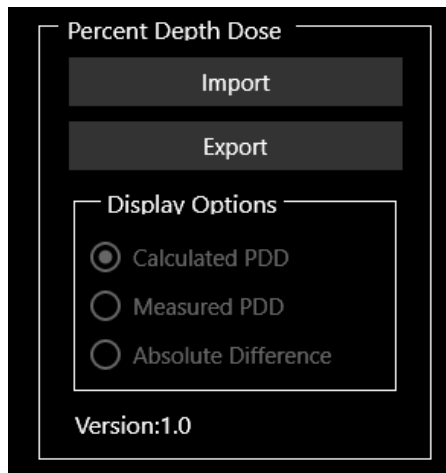 Percent Depth Dose
Import
Export
Display Options
Calculated PDD
Measured PDD
Absolute Difference
Version:1.0